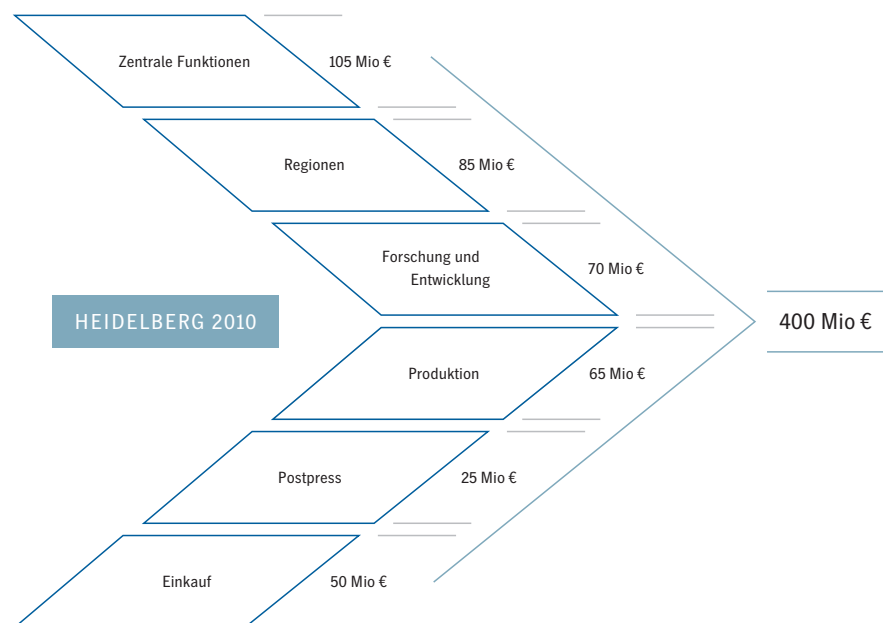 Zentrale Funktionen
105 Mio €
Regionen
85 Mio €
Forschung und
Entwicklung
70 Mio €
HEIDELBERG 2010
400 Mio €
Produktion
65 Mio €
Postpress
25 Mio €
Einkauf
50 Mio €